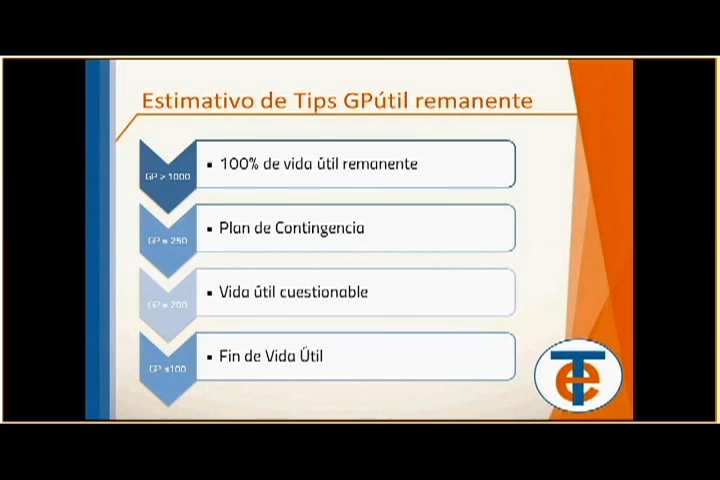 Estimativo de Tips GPútil remanente
GP > 1000
▪ 100% de vida útil remanente
GP = 250
▪ Plan de Contingencia
GP = 200
▪ Vida útil cuestionable
GP ≤100
▪ Fin de Vida Útil
Te